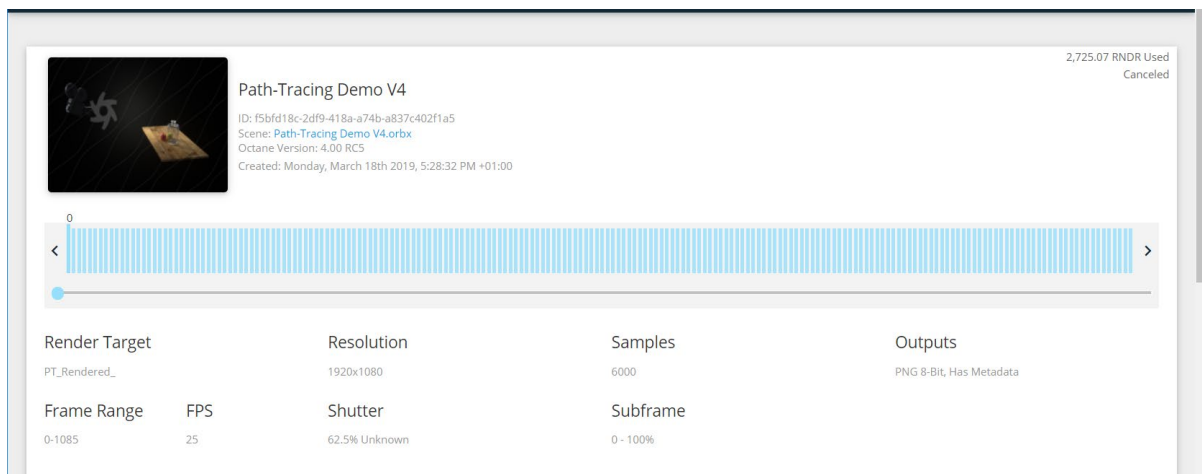 2,725.07 RNDR Used
Canceled
Path-Tracing Demo V4
ID: f5bfd18c-2df9-418a-a74b-a837c402f1a5
Scene: Path-Tracing Demo V4.orbx
Octane Version: 4.00 RC5
Created: Monday, March 18th 2019, 5:28:32 PM +01:00
0
Render Target Resolution Samples Outputs
PT_Rendered_ 1920x1080 6000 PNG 8-Bit, Has Metadata
Frame Range FPS Shutter Subframe
0-1085 25 62.5% Unknown 0 - 100%